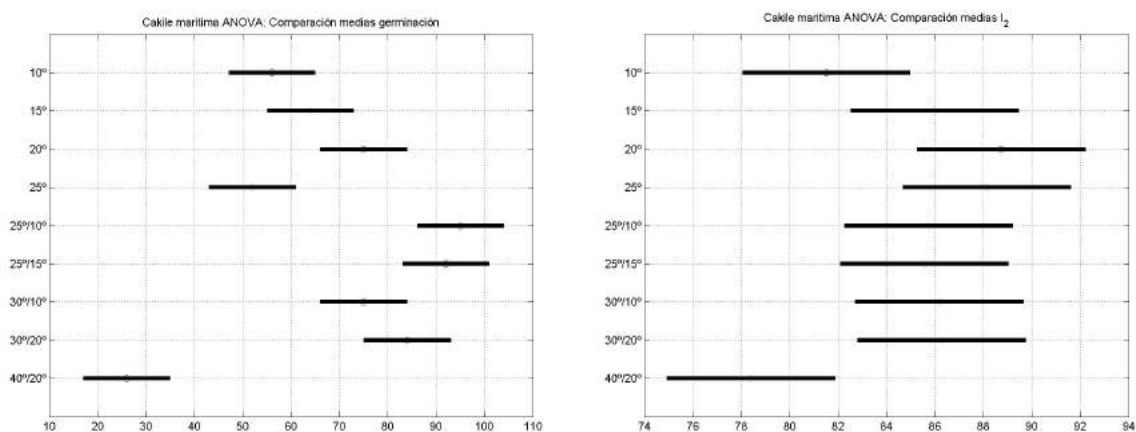 Cakile maritima ANOVA: Comparación medias germinación
10º
15º
20º
25º
25º/10º
25º/15º
30º/10º
30º/20º
40º/20º
10 20 30 40 50 60 70 80 90 100 110
Cakile maritima ANOVA: Comparación medias I₂
10º
15º
20º
25º
25º/10º
25º/15º
30º/10º
30º/20º
40º/20º
74 76 78 80 82 84 86 88 90 92 94